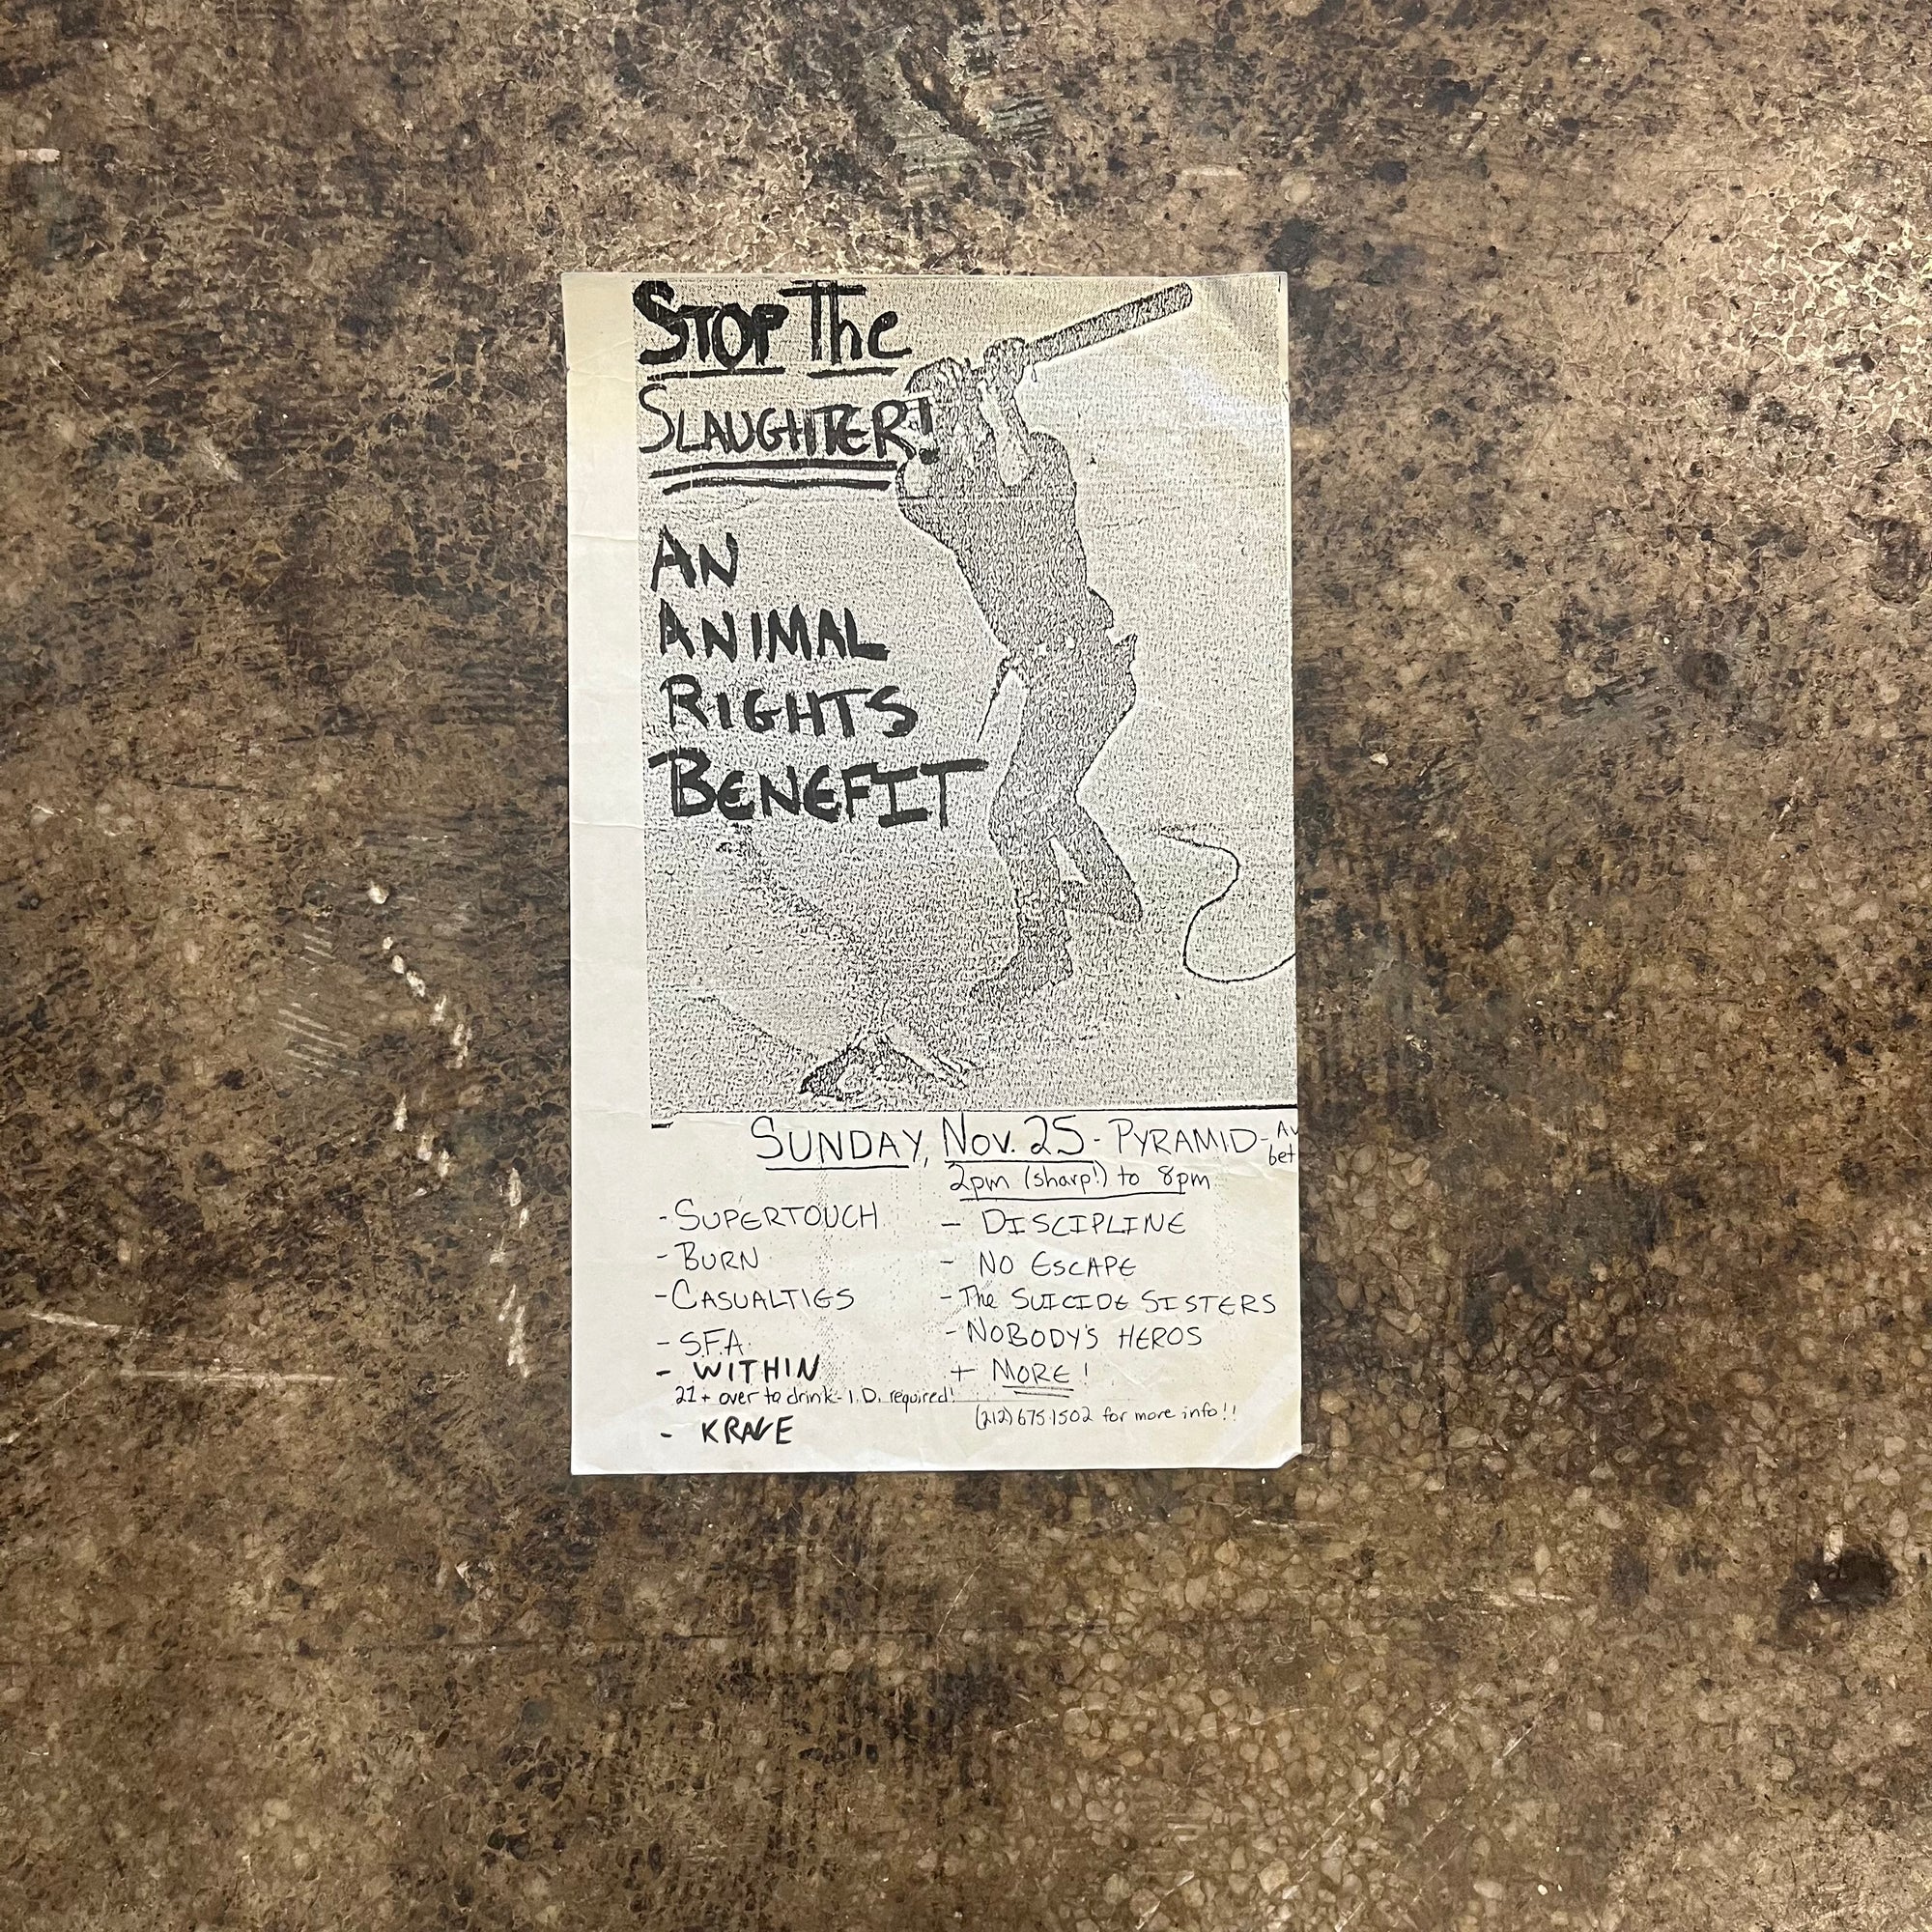 STOP The
SLAUGHTER!
AN
ANIMAL
RIGHTS
BENEFIT
SUNDAY, NOV. 25 - PYRAMID - Av
bet
2pm (sharp!) to 8pm
- SUPERTOUCH
- BURN
- CASUALTIES
- S.F.A.
- WITHIN
21+ over to drink - I.D. required!
- KRAVE
- DISCIPLINE
- NO ESCAPE
- The SUICIDE SISTERS
- NOBODY'S HEROS
+ MORE!
(212) 675-1502 for more info!!